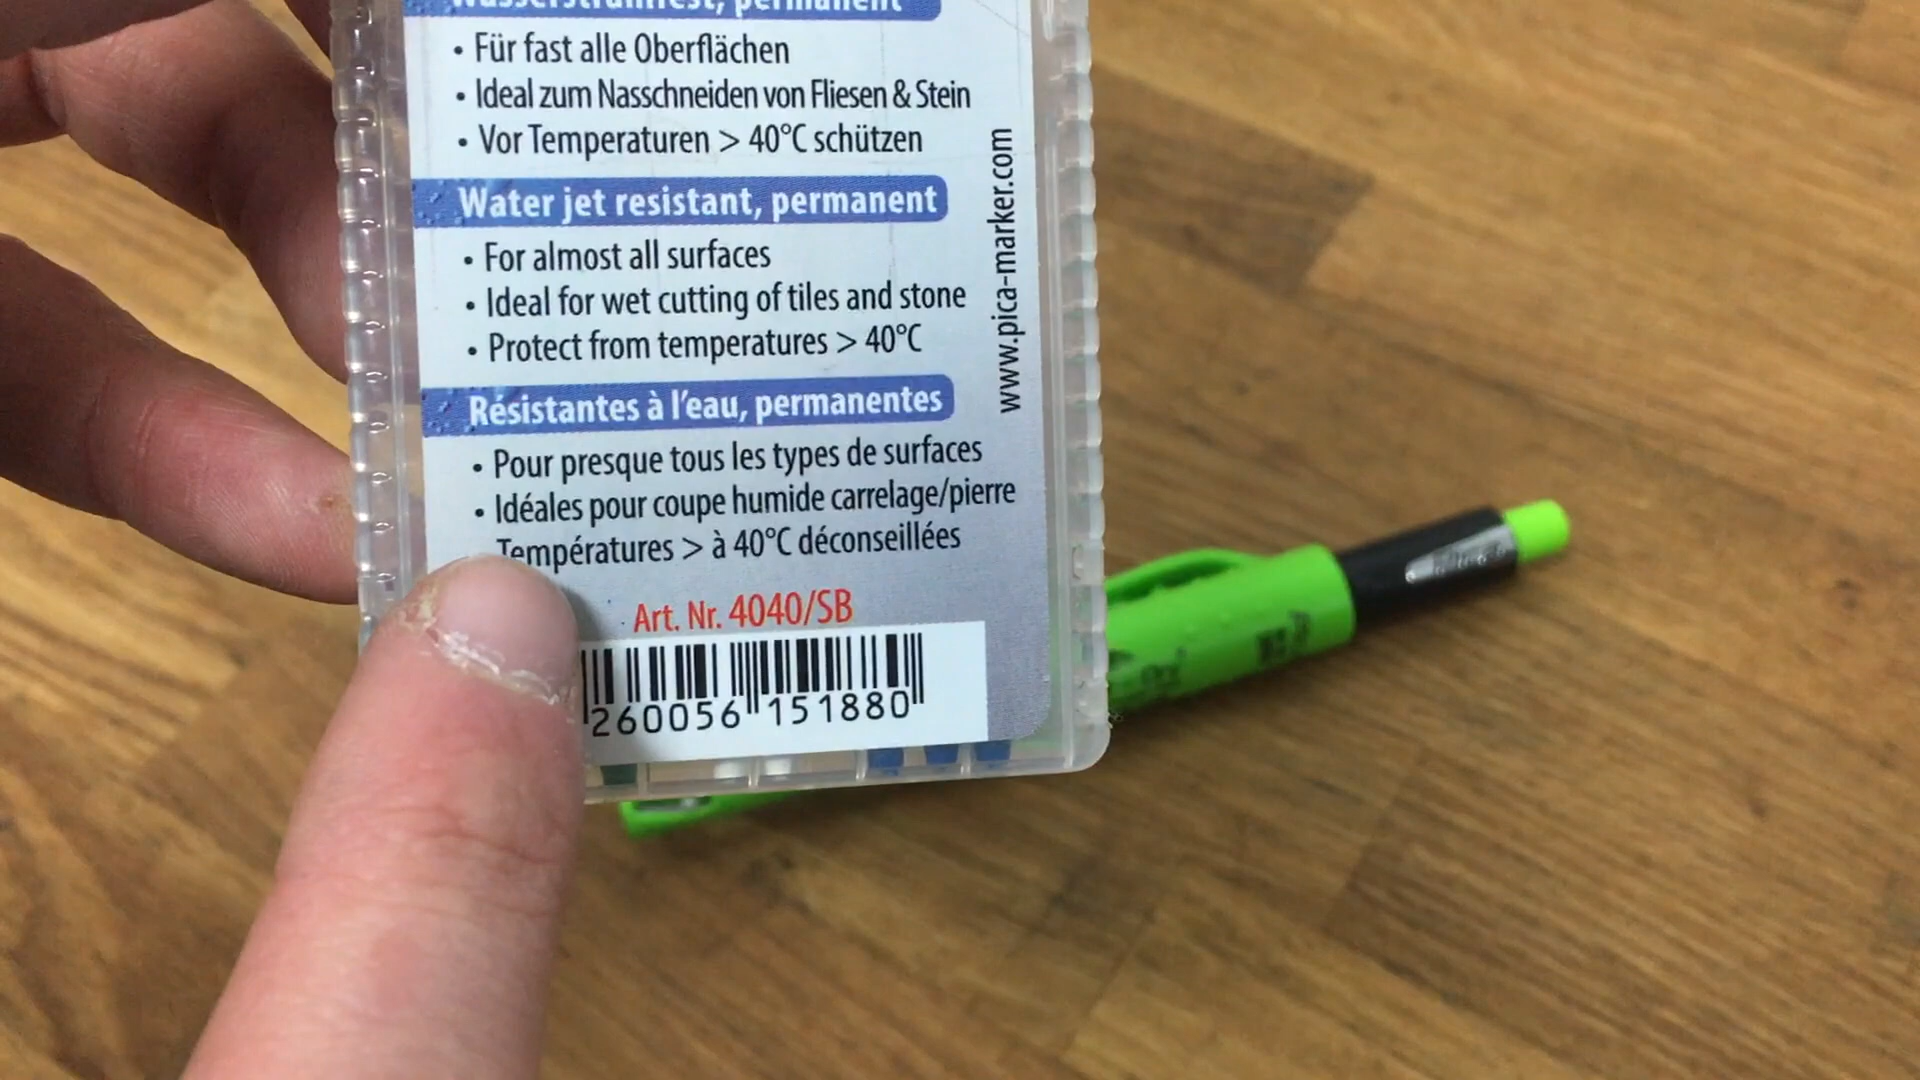 Wasserstrahlfest, permanent
• Für fast alle Oberflächen
• Ideal zum Nasschneiden von Fliesen & Stein
• Vor Temperaturen > 40°C schützen
Water jet resistant, permanent
• For almost all surfaces
• Ideal for wet cutting of tiles and stone
• Protect from temperatures > 40°C
Résistantes à l'eau, permanentes
• Pour presque tous les types de surfaces
• Idéales pour coupe humide carrelage/pierre
Températures > à 40°C déconseillées
Art. Nr. 4040/SB
260056 151880
www.pica-marker.com